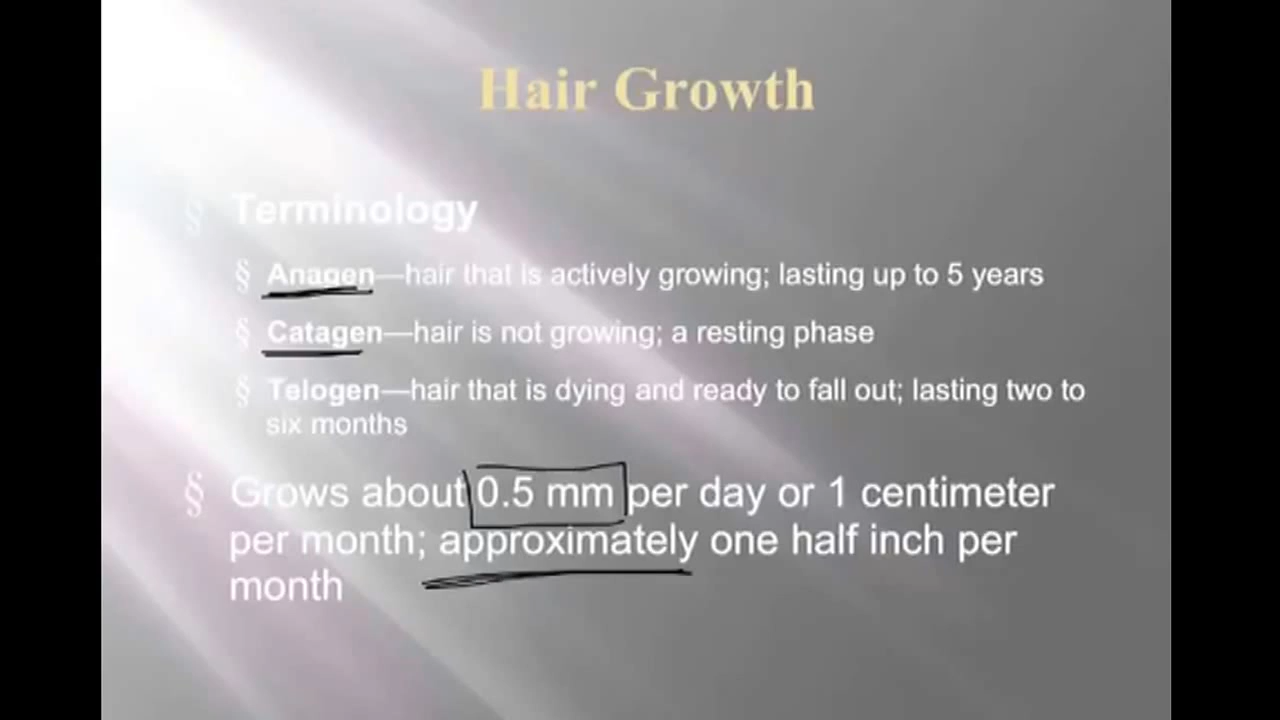 Hair Growth
§ Terminology
§ Anagen—hair that is actively growing; lasting up to 5 years
§ Catagen—hair is not growing; a resting phase
§ Telogen—hair that is dying and ready to fall out; lasting two to
six months
§ Grows about 0.5 mm per day or 1 centimeter
per month; approximately one half inch per
month